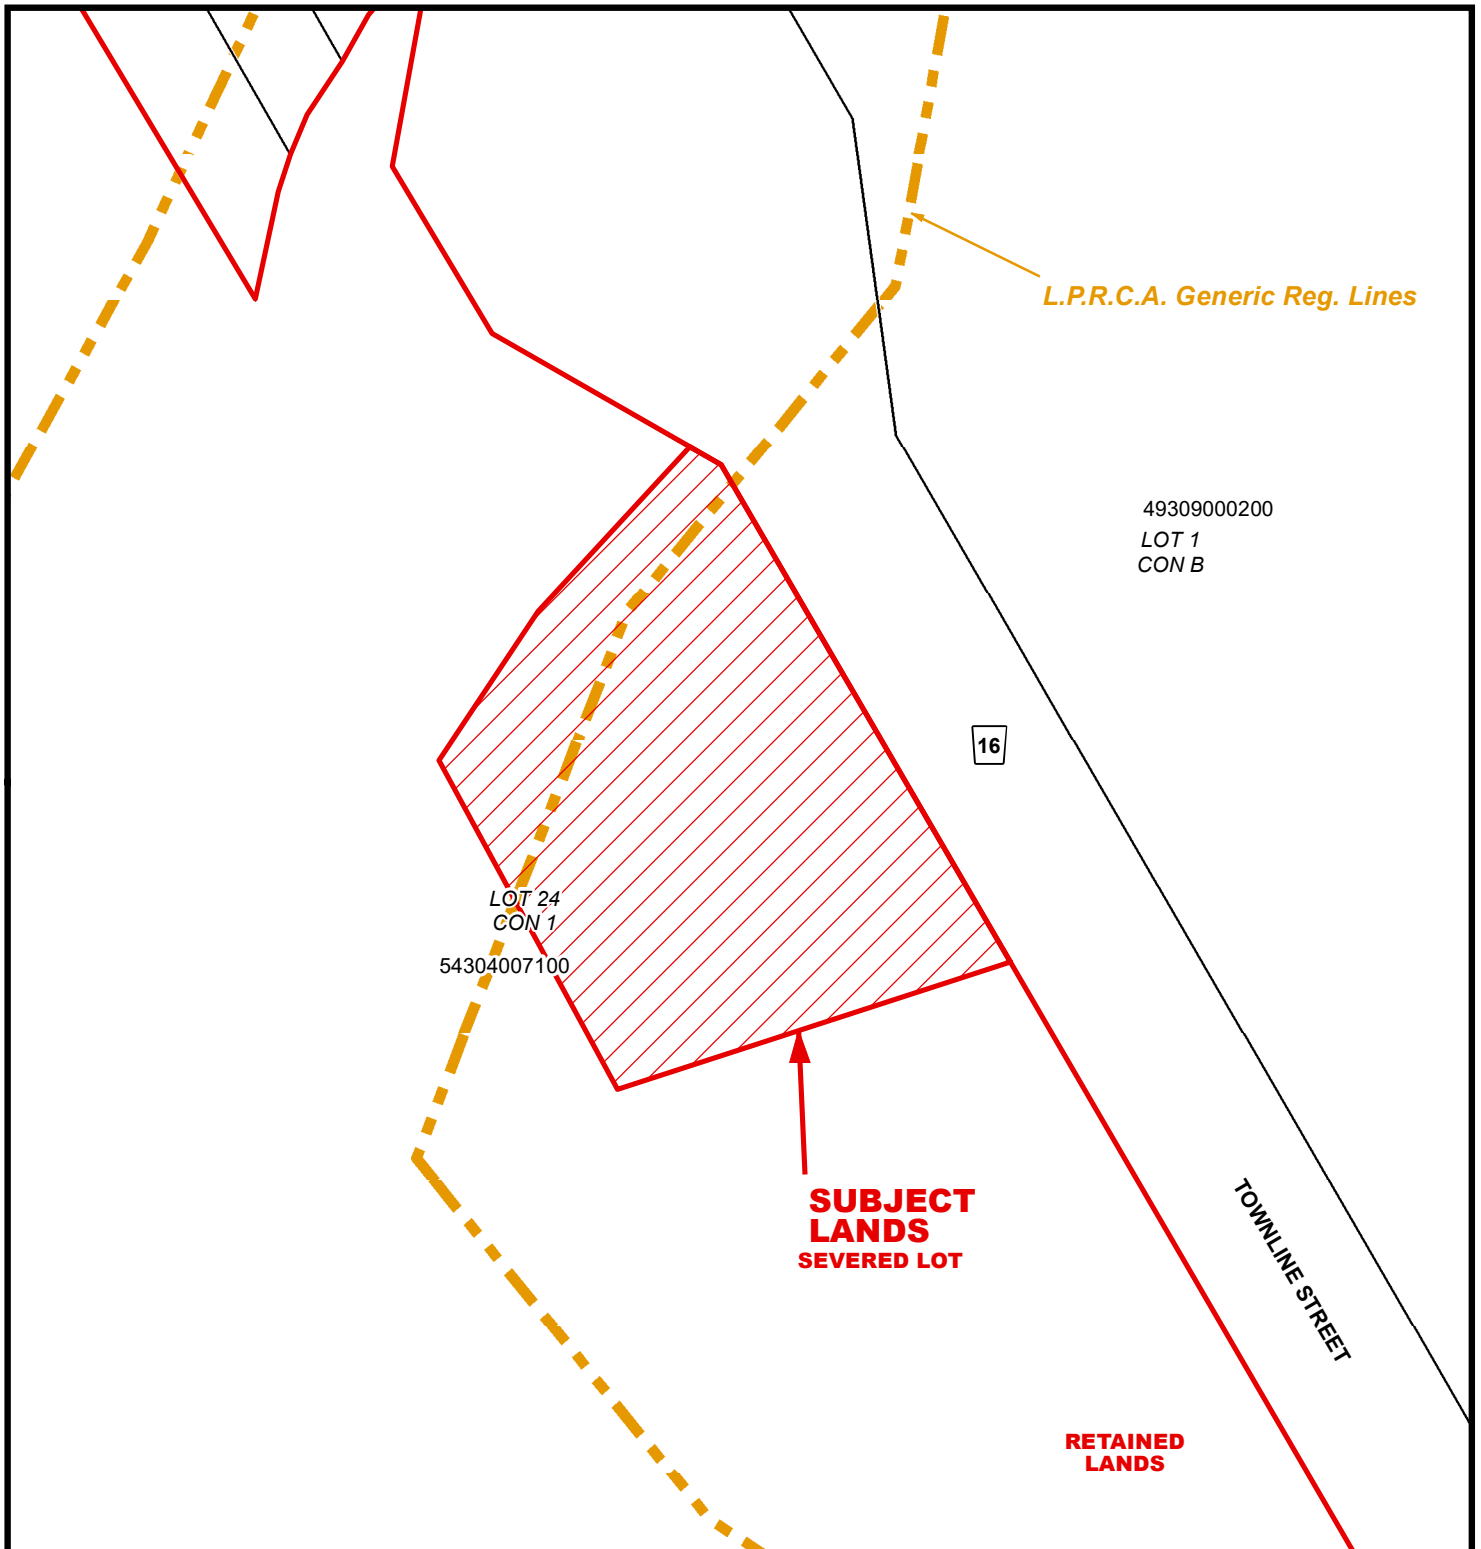 L.P.R.C.A. Generic Reg. Lines
49309000200
LOT 1
CON B
16
LOT 24
CON 1
54304007100
SUBJECT
LANDS
SEVERED LOT
TOWNLINE STREET
RETAINED
LANDS